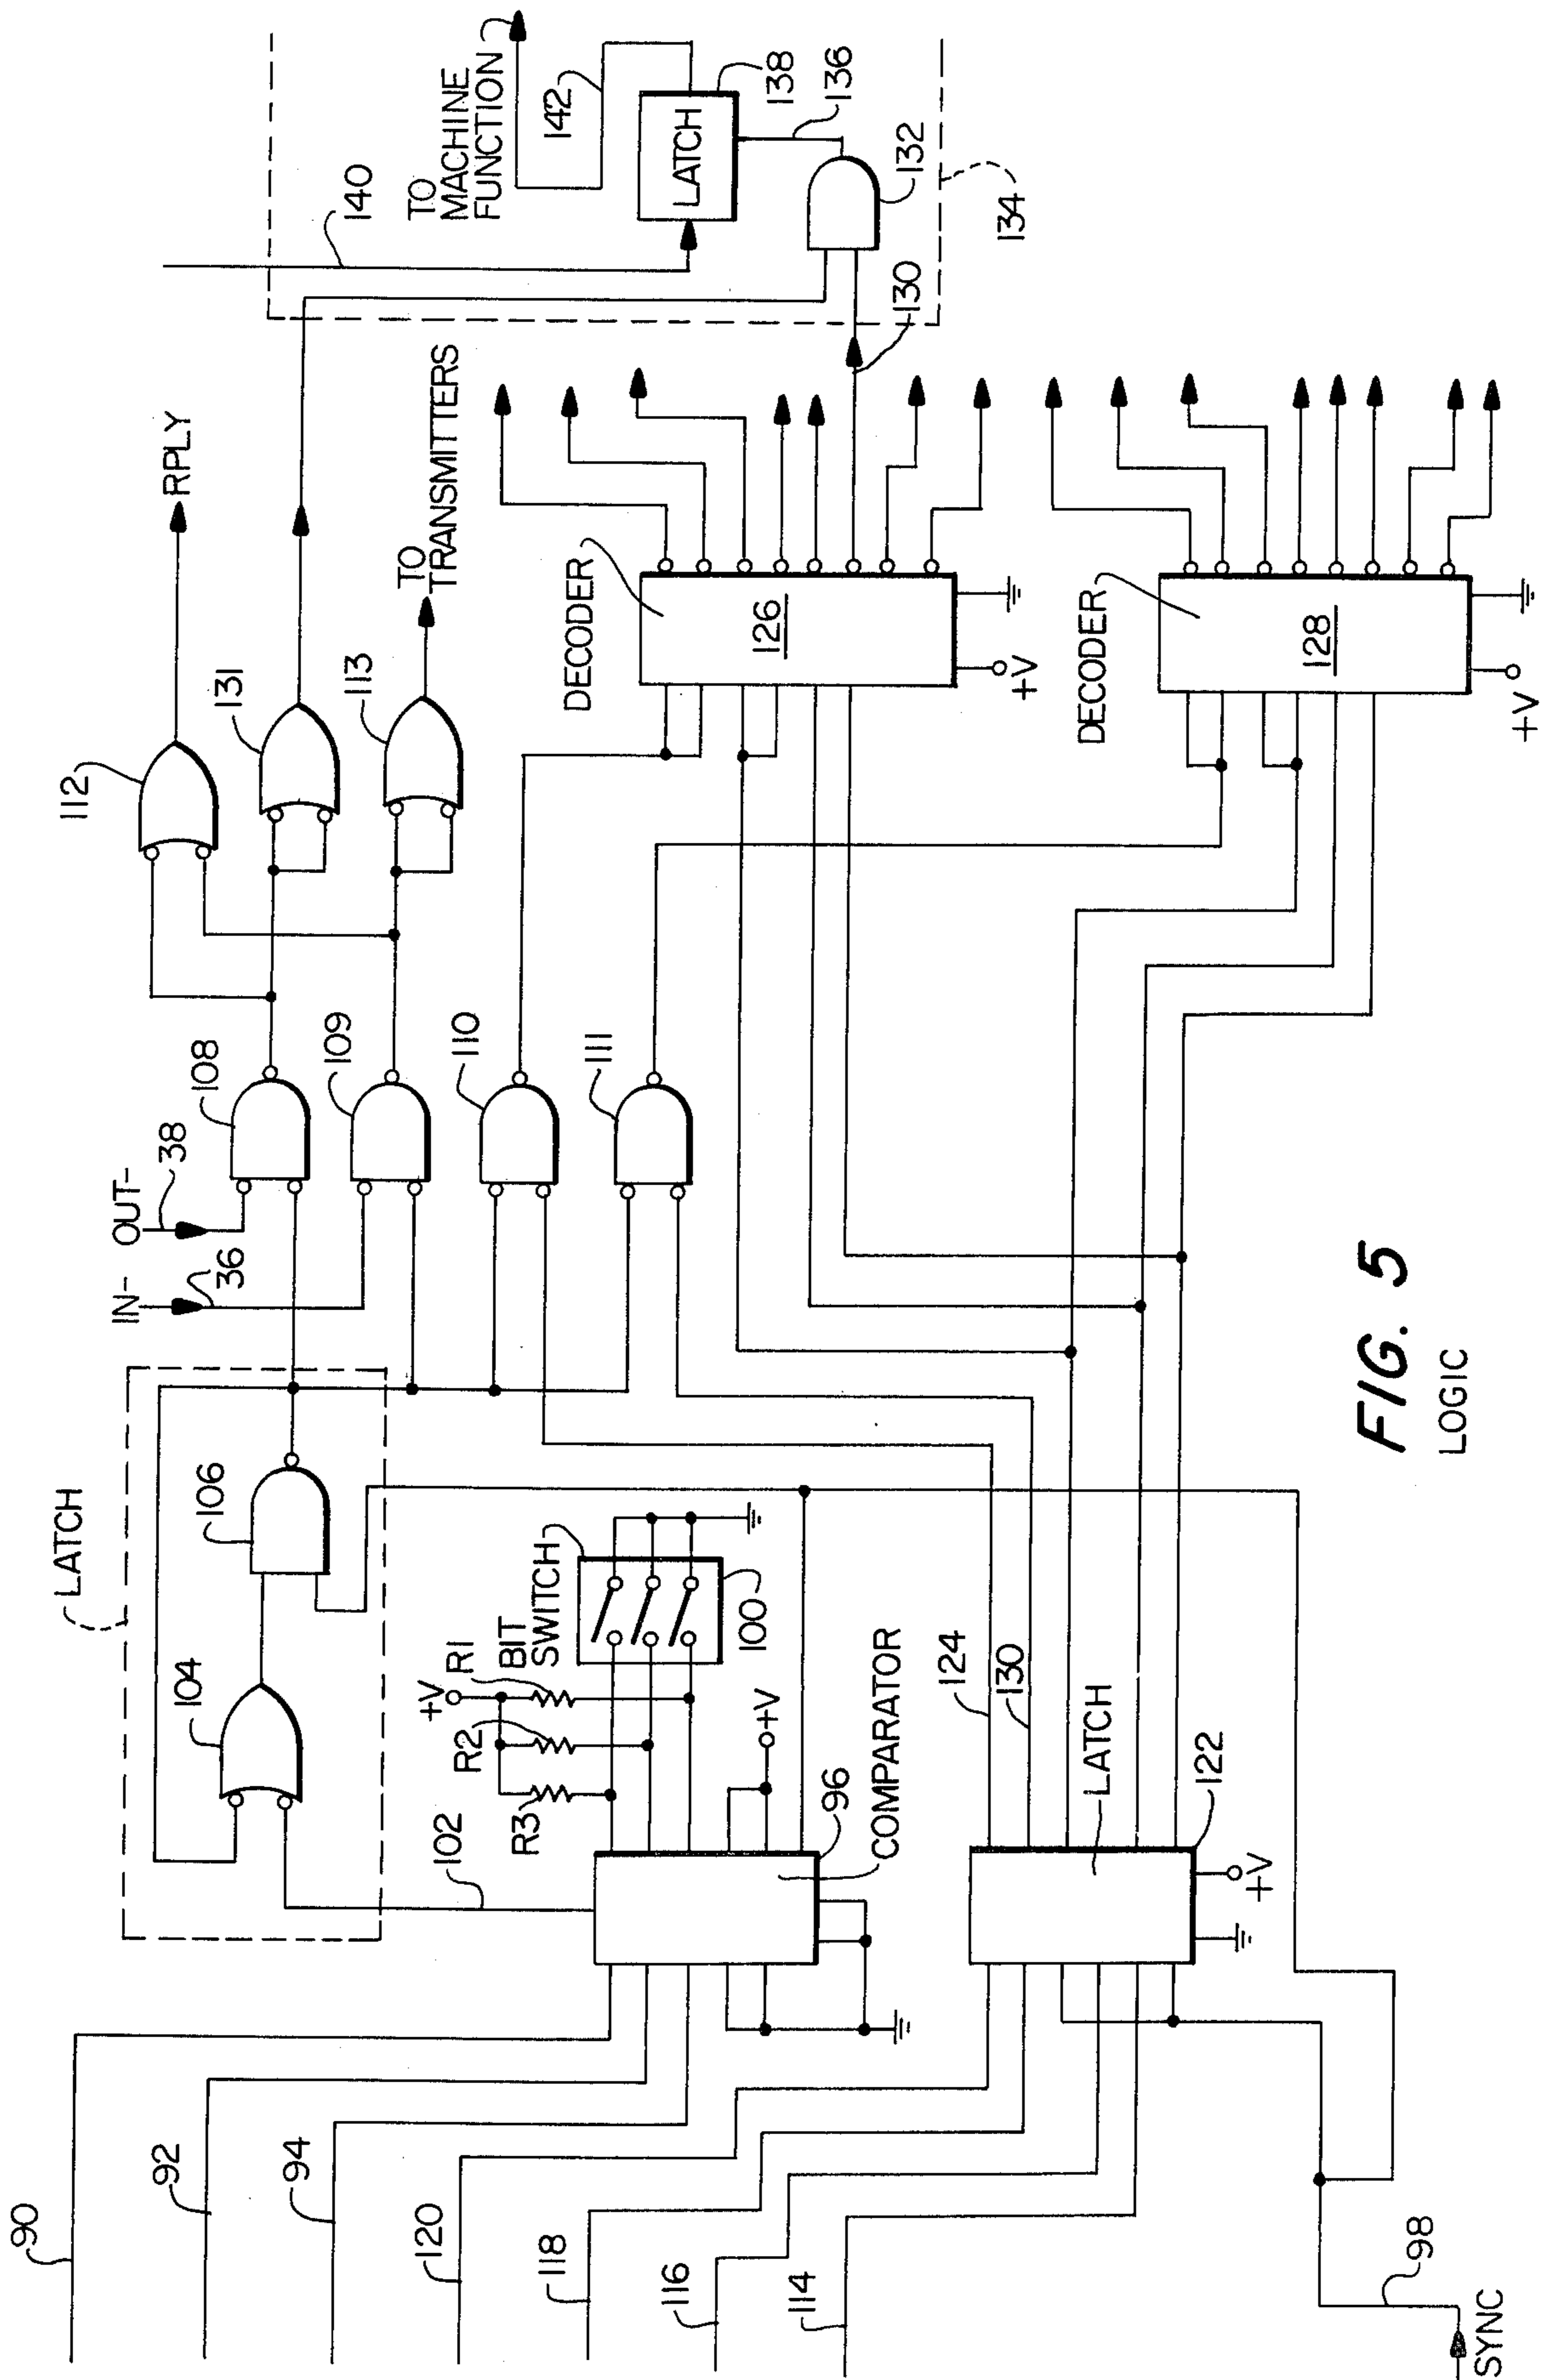 90
92
94
120
118
116
114
98
SYNC
LATCH
104
106
102
+V
R1
R2
R3
BIT
SWITCH
100
+V
96
COMPARATOR
124
130
LATCH
122
+V
IN-
OUT-
36
38
108
109
110
111
112
131
113
RPLY
TO
TRANSMITTERS
DECODER
126
+V
DECODER
128
+V
130
140
TO
MACHINE
FUNCTION
142
LATCH
138
136
132
134
FIG. 5
LOGIC